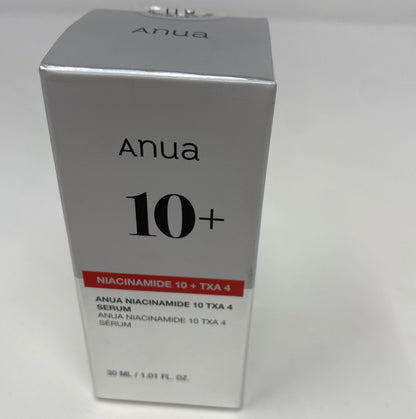 Anua
Anua
10+
NIACINAMIDE 10 + TXA 4
ANUA NIACINAMIDE 10 TXA 4
SERUM
ANUA NIACINAMIDE 10 TXA 4
SÉRUM
30 ML / 1.01 FL. OZ.